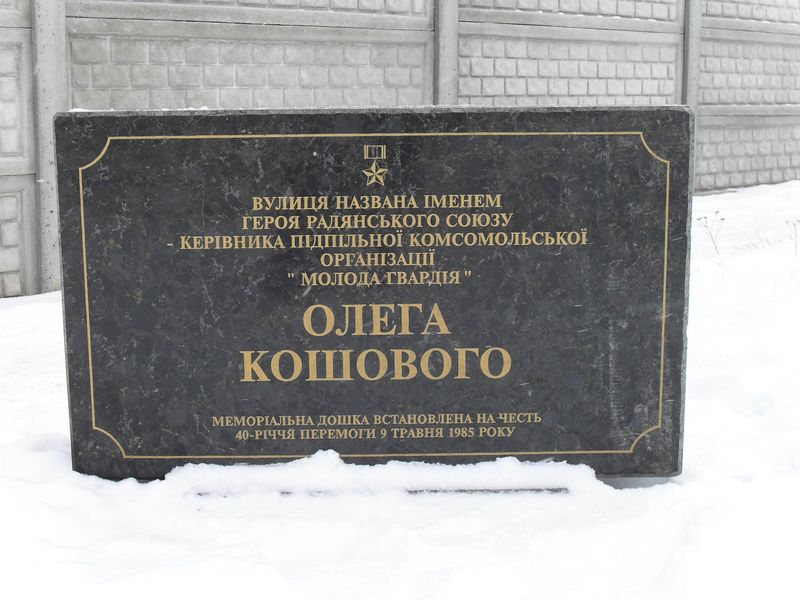 ВУЛИЦЯ НАЗВАНА ІМЕНЕМ
ГЕРОЯ РАДЯНСЬКОГО СОЮЗУ
- КЕРІВНИКА ПІДПІЛЬНОЇ КОМСОМОЛЬСЬКОЇ
ОРГАНІЗАЦІЇ
" МОЛОДА ГВАРДІЯ "
ОЛЕГА
КОШОВОГО
МЕМОРІАЛЬНА ДОШКА ВСТАНОВЛЕНА НА ЧЕСТЬ
40-РІЧЧЯ ПЕРЕМОГИ 9 ТРАВНЯ 1985 РОКУ